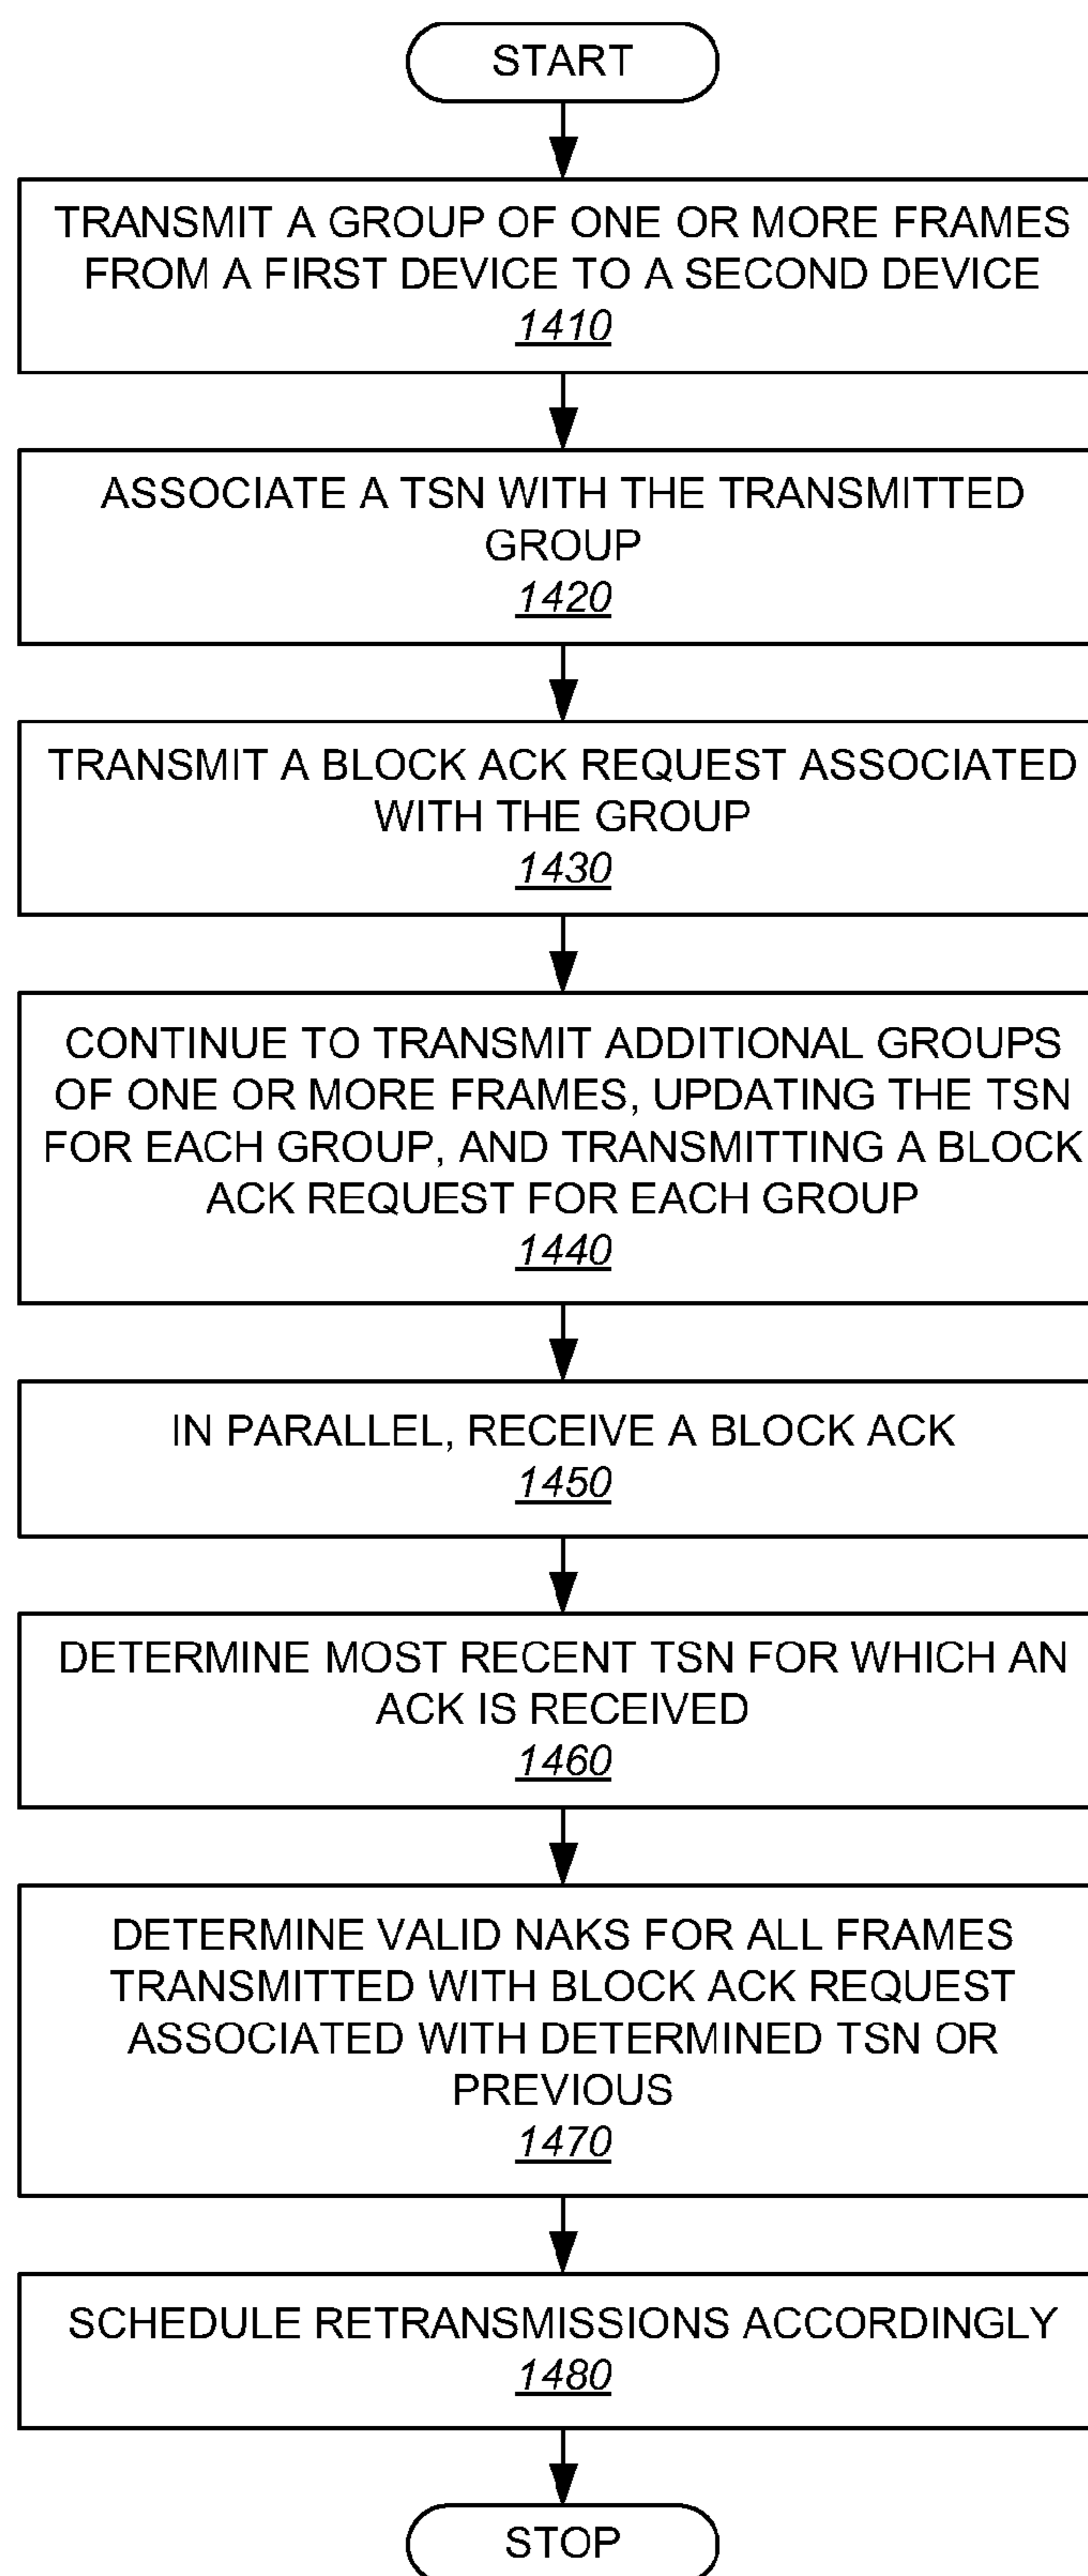 START
TRANSMIT A GROUP OF ONE OR MORE FRAMES
FROM A FIRST DEVICE TO A SECOND DEVICE
1410
ASSOCIATE A TSN WITH THE TRANSMITTED
GROUP
1420
TRANSMIT A BLOCK ACK REQUEST ASSOCIATED
WITH THE GROUP
1430
CONTINUE TO TRANSMIT ADDITIONAL GROUPS
OF ONE OR MORE FRAMES, UPDATING THE TSN
FOR EACH GROUP, AND TRANSMITTING A BLOCK
ACK REQUEST FOR EACH GROUP
1440
IN PARALLEL, RECEIVE A BLOCK ACK
1450
DETERMINE MOST RECENT TSN FOR WHICH AN
ACK IS RECEIVED
1460
DETERMINE VALID NAKS FOR ALL FRAMES
TRANSMITTED WITH BLOCK ACK REQUEST
ASSOCIATED WITH DETERMINED TSN OR
PREVIOUS
1470
SCHEDULE RETRANSMISSIONS ACCORDINGLY
1480
STOP